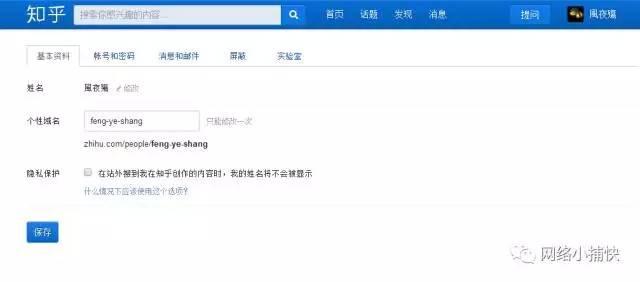 知乎 搜索你感兴趣的内容... 首页 话题 发现 消息 提问 風夜殤
基本资料 帐号和密码 消息和邮件 屏蔽 实验室
姓名 風夜殤 修改
个性域名 feng-ye-shang 只能修改一次
zhihu.com/people/feng-ye-shang
隐私保护 在站外搜到我在知乎创作的内容时，我的姓名将不会被显示
什么情况下应该使用这个选项？
保存
网络小捕快